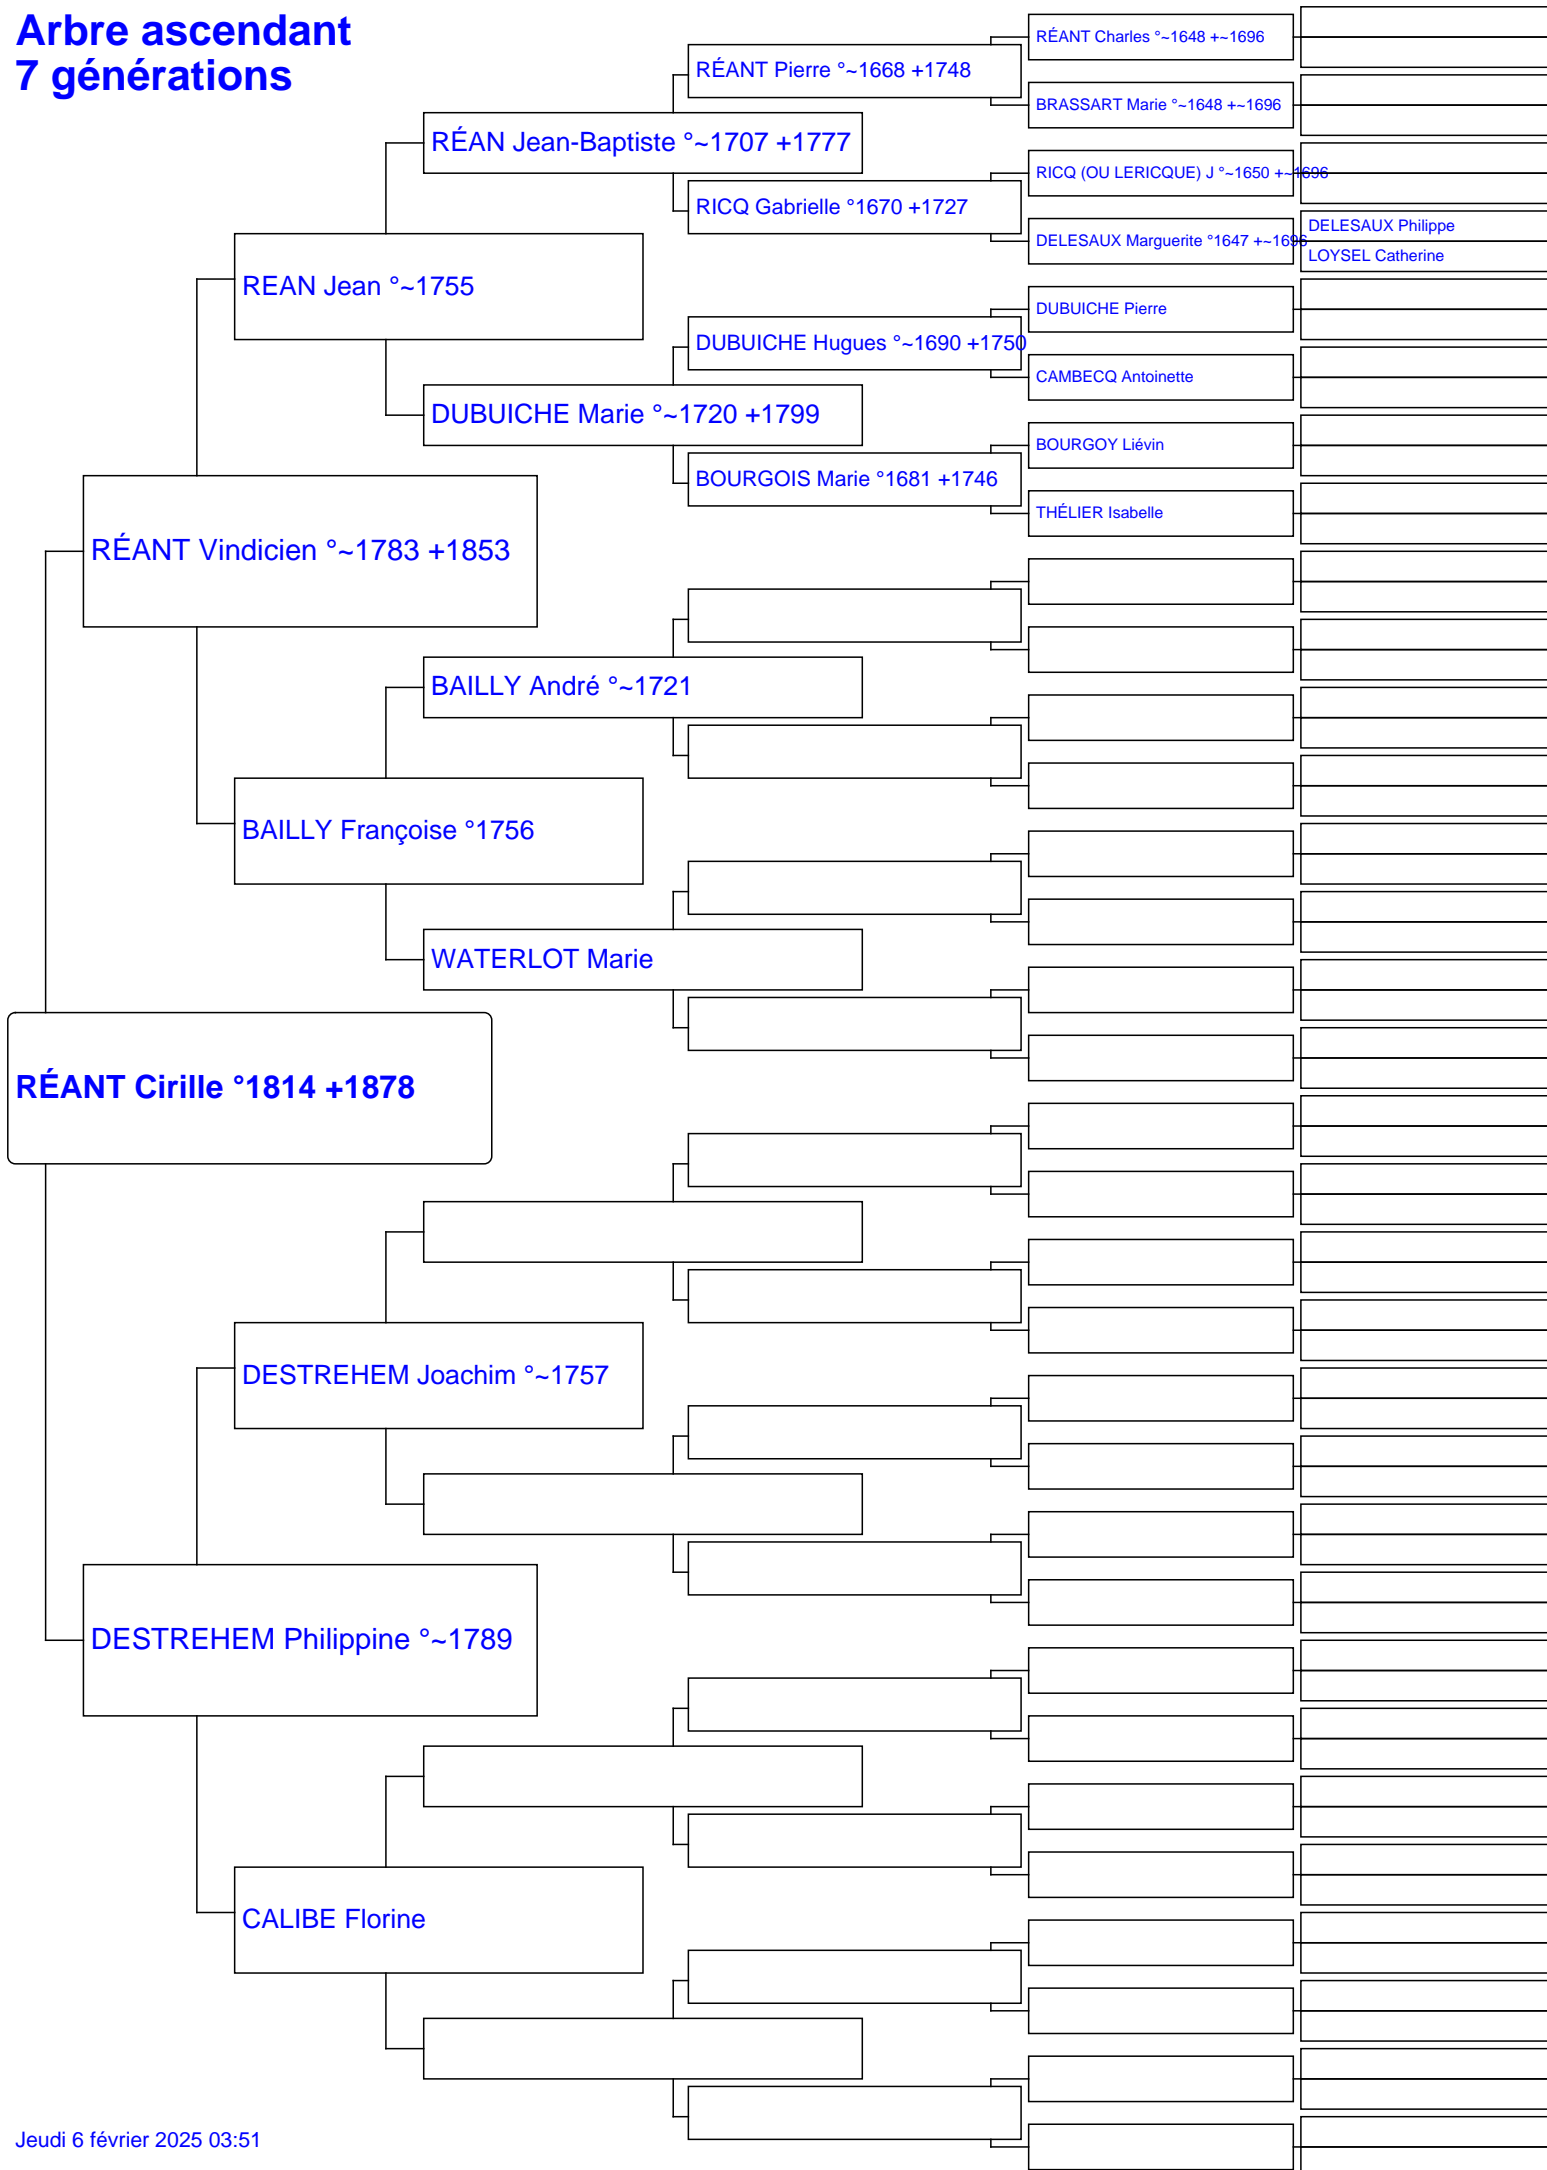 Arbre ascendant
7 générations
RÉANT Charles °~1648 +~1696
RÉANT Pierre °~1668 +1748
BRASSART Marie °~1648 +~1696
RÉAN Jean-Baptiste °~1707 +1777
RICQ (OU LERICQUE) J °~1650 +~1696
RICQ Gabrielle °1670 +1727
DELESAUX Philippe
DELESAUX Marguerite °1647 +~1696
LOYSEL Catherine
REAN Jean °~1755
DUBUICHE Pierre
DUBUICHE Hugues °~1690 +1750
CAMBECQ Antoinette
DUBUICHE Marie °~1720 +1799
BOURGOY Liévin
BOURGOIS Marie °1681 +1746
THÉLIER Isabelle
RÉANT Vindicien °~1783 +1853
BAILLY André °~1721
BAILLY Françoise °1756
WATERLOT Marie
RÉANT Cirille °1814 +1878
DESTREHEM Joachim °~1757
DESTREHEM Philippine °~1789
CALIBE Florine
Jeudi 6 février 2025 03:51